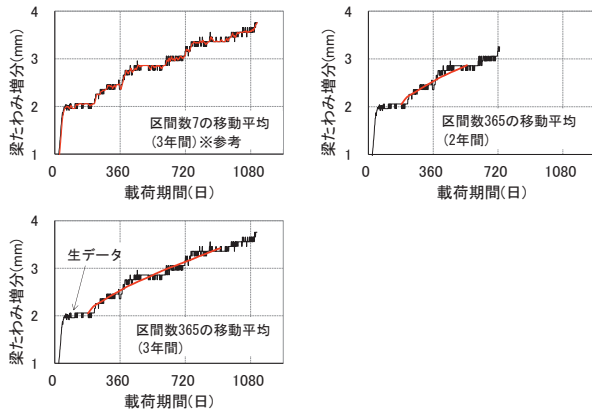 梁たわみ増分(mm)
4
3
2
1
区間数7の移動平均
(3年間)※参考
0 360 720 1080
載荷期間(日)
梁たわみ増分(mm)
4
3
2
1
区間数365の移動平均
(2年間)
0 360 720 1080
載荷期間(日)
梁たわみ増分(mm)
4
3
2
1
生データ
区間数365の移動平均
(3年間)
0 360 720 1080
載荷期間(日)